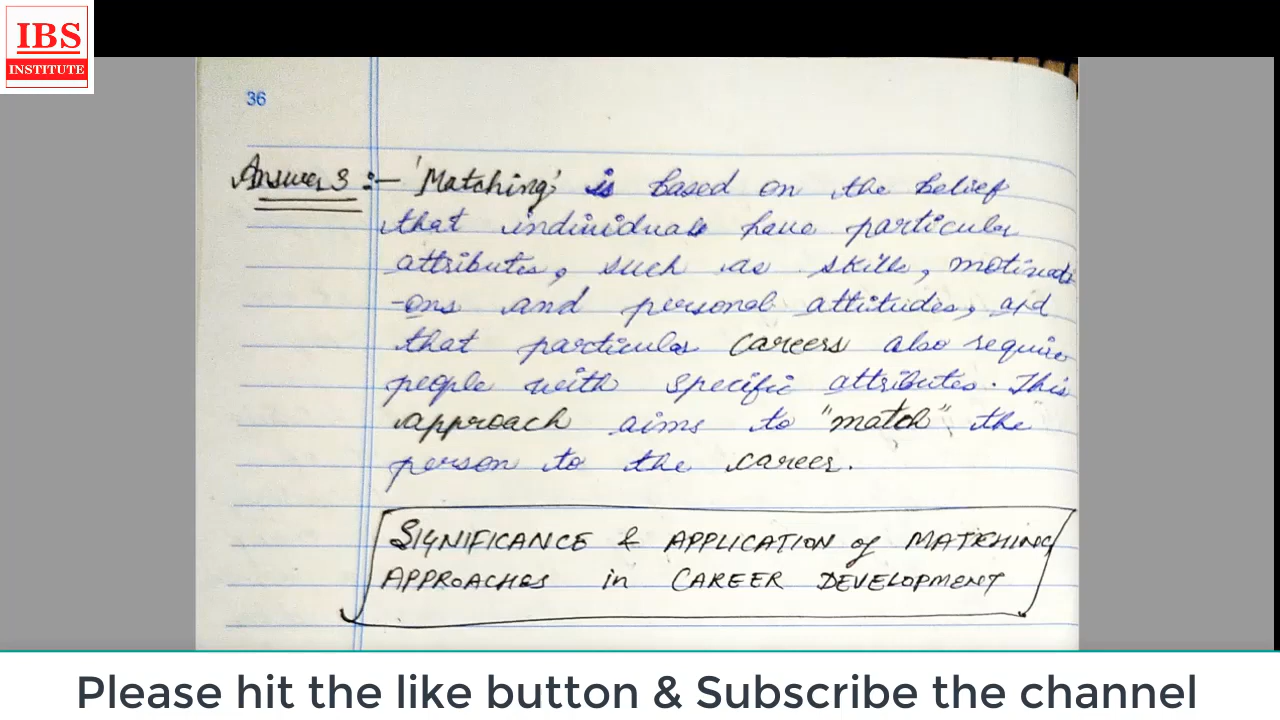 IBS
INSTITUTE
36
Answer 3 :- 'Matching' is based on the belief
that individuals have particular
attributes, such as skills, motivati
-ons and personal attitudes, and
that particular careers also require
people with specific attributes. This
approach aims to "match" the
person to the career.
SIGNIFICANCE & APPLICATION of MATCHING
APPROACHES in CAREER DEVELOPMENT
Please hit the like button & Subscribe the channel